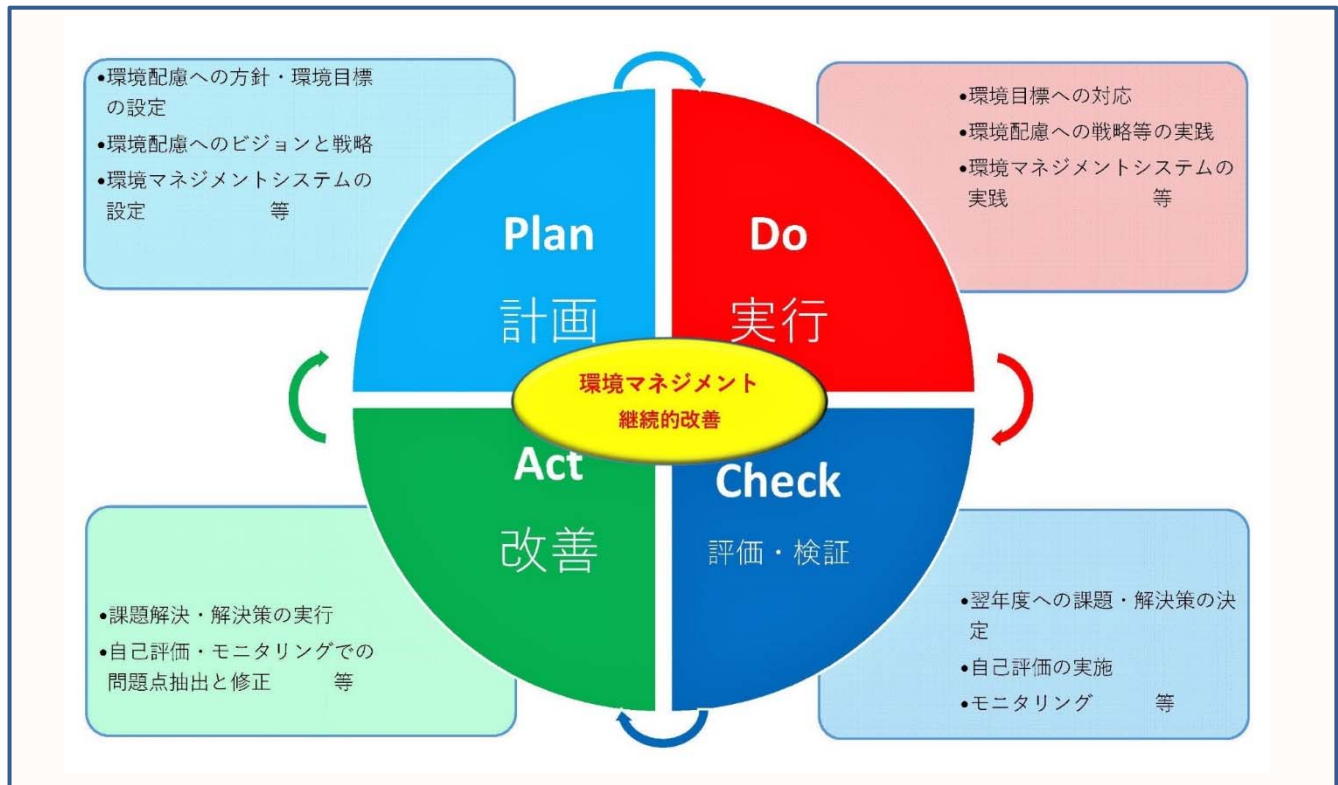 •環境配慮への方針・環境目標
の設定
•環境配慮へのビジョンと戦略
•環境マネジメントシステムの
設定 等
•環境目標への対応
•環境配慮への戦略等の実践
•環境マネジメントシステムの
実践 等
Plan
計画
Do
実行
環境マネジメント
継続的改善
Act
改善
Check
評価・検証
•課題解決・解決策の実行
•自己評価・モニタリングでの
問題点抽出と修正 等
•翌年度への課題・解決策の決
定
•自己評価の実施
•モニタリング 等